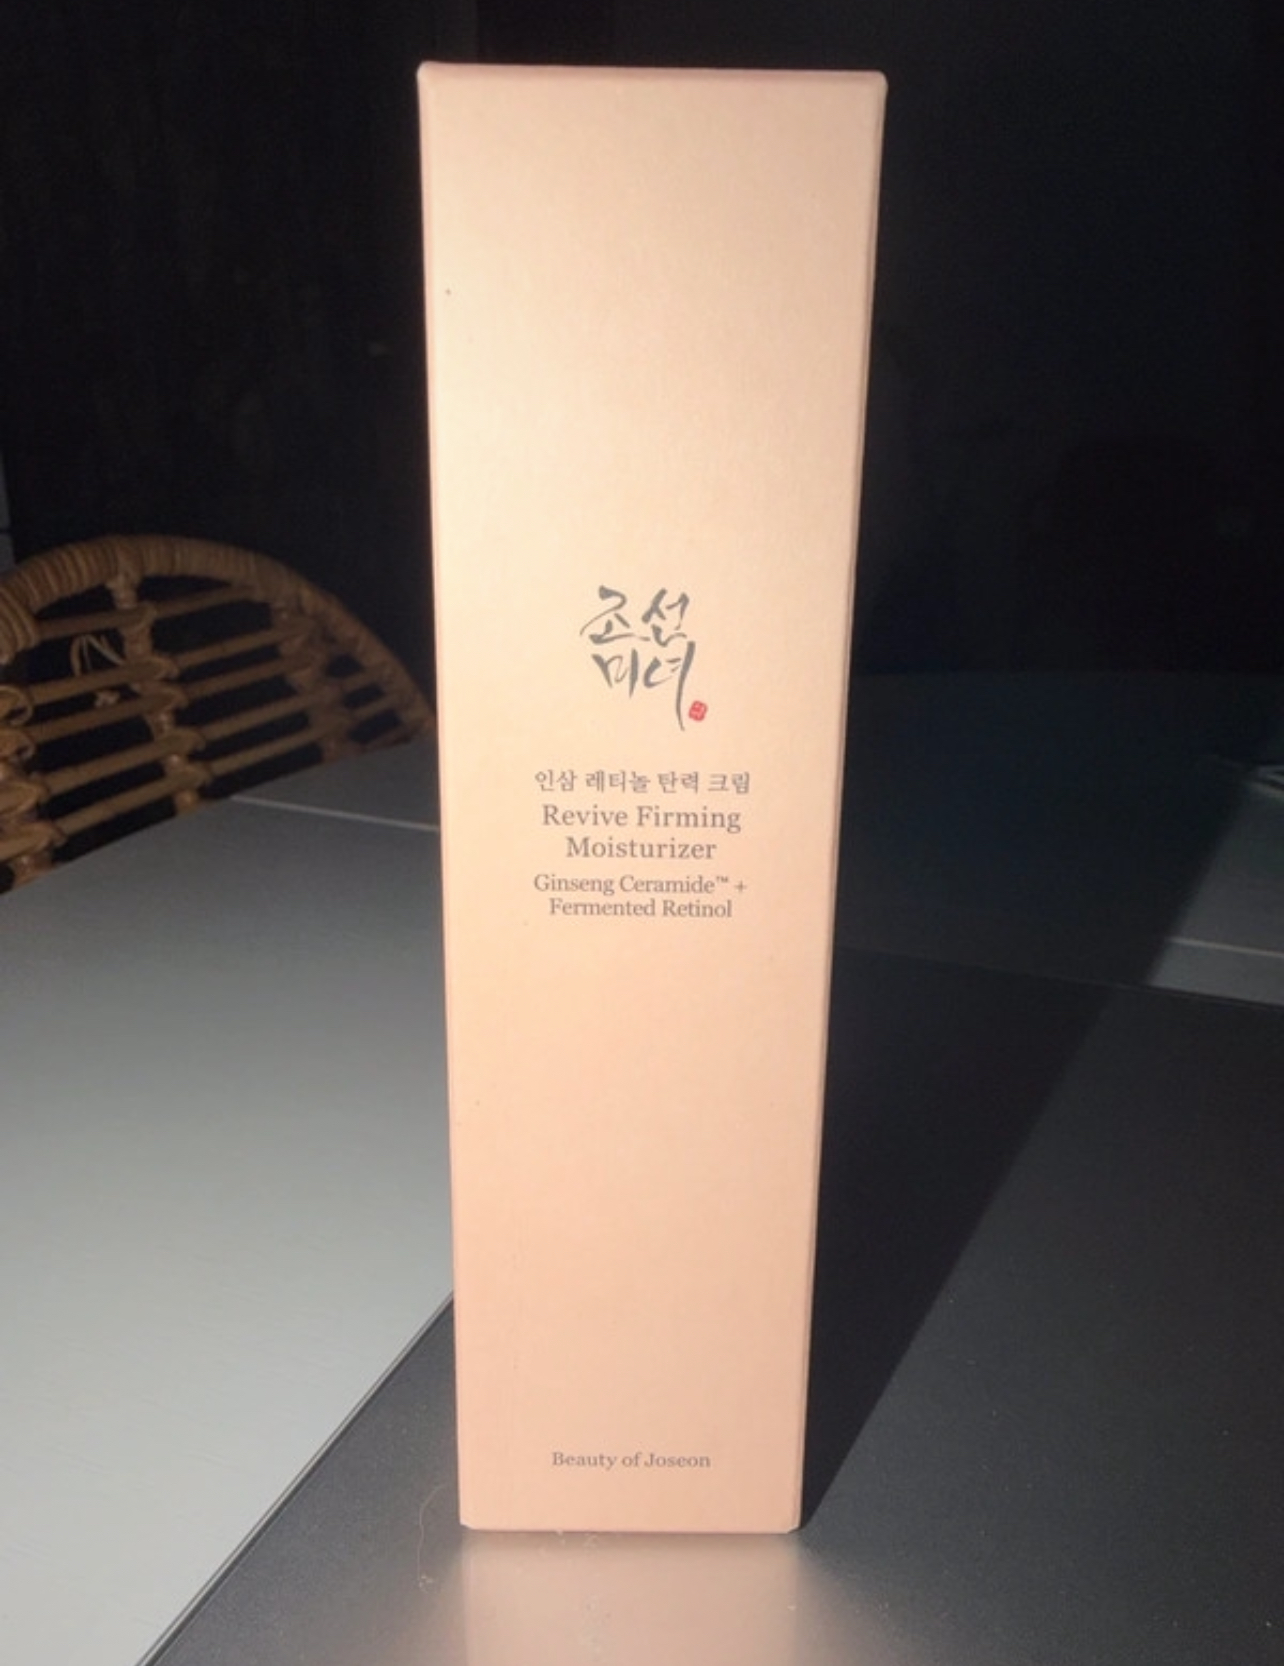 조선
미녀
인삼 레티놀 탄력 크림
Revive Firming
Moisturizer
Ginseng Ceramide™ +
Fermented Retinol
Beauty of Joseon